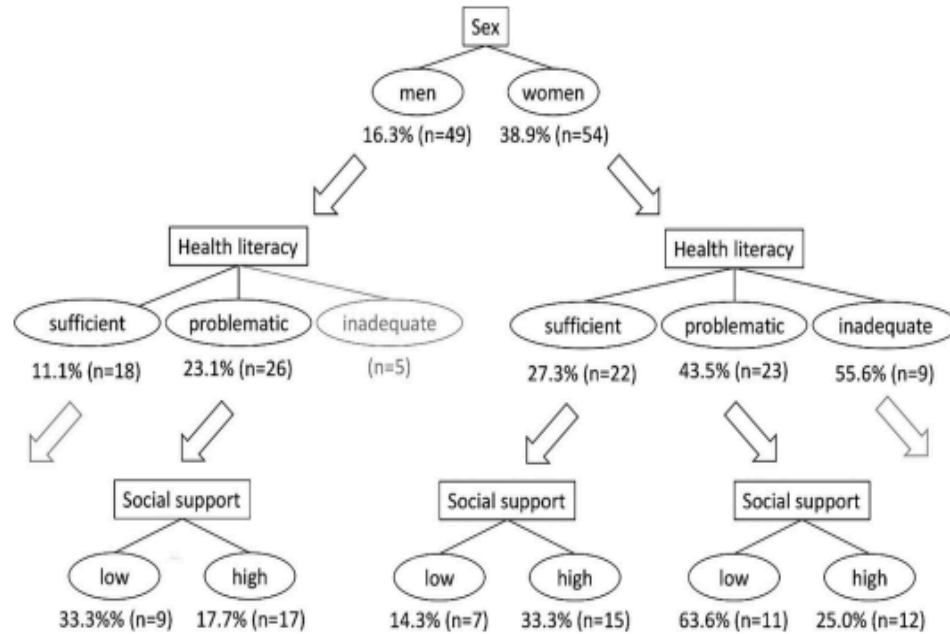 Sex
men women
16.3% (n=49) 38.9% (n=54)
Health literacy Health literacy
sufficient problematic inadequate sufficient problematic inadequate
11.1% (n=18) 23.1% (n=26) (n=5) 27.3% (n=22) 43.5% (n=23) 55.6% (n=9)
Social support Social support Social support
low high low high low high
33.3%% (n=9) 17.7% (n=17) 14.3% (n=7) 33.3% (n=15) 63.6% (n=11) 25.0% (n=12)